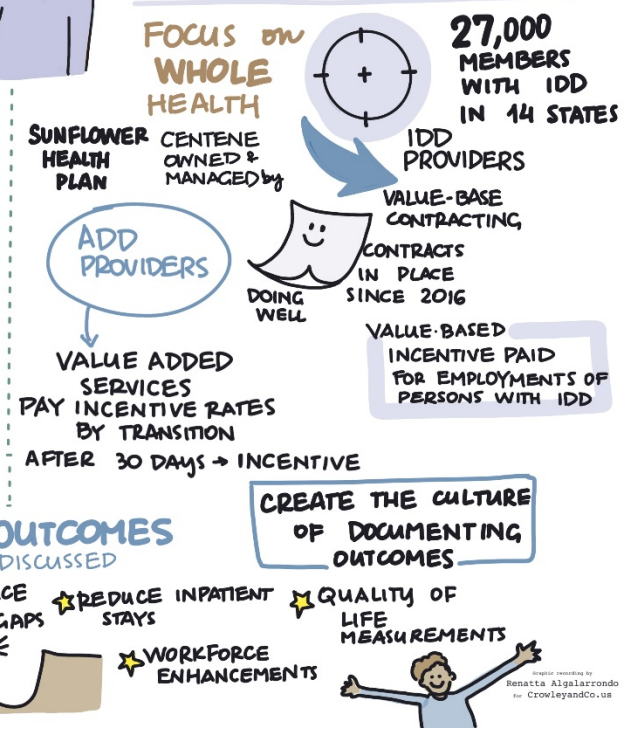 FOCUS on
WHOLE
HEALTH
27,000
MEMBERS
WITH IDD
IN 14 STATES
SUNFLOWER
HEALTH
PLAN
CENTENE
OWNED &
MANAGED by
IDD
PROVIDERS
VALUE-BASE
CONTRACTING,
CONTRACTS
IN PLACE
SINCE 2016
DOING
WELL
ADD
PROVIDERS
VALUE ADDED
SERVICES
PAY INCENTIVE RATES
BY TRANSITION
AFTER 30 DAYS → INCENTIVE
VALUE-BASED
INCENTIVE PAID
FOR EMPLOYMENTS OF
PERSONS WITH IDD
CREATE THE CULTURE
OF DOCUMENTING
OUTCOMES
OUTCOMES
DISCUSSED
GAPS
REDUCE INPATIENT
STAYS
QUALITY OF
LIFE
MEASUREMENTS
WORKFORCE
ENHANCEMENTS
Graphic recording by
Renatta Algalarrondo
for CrowleyandCo.us